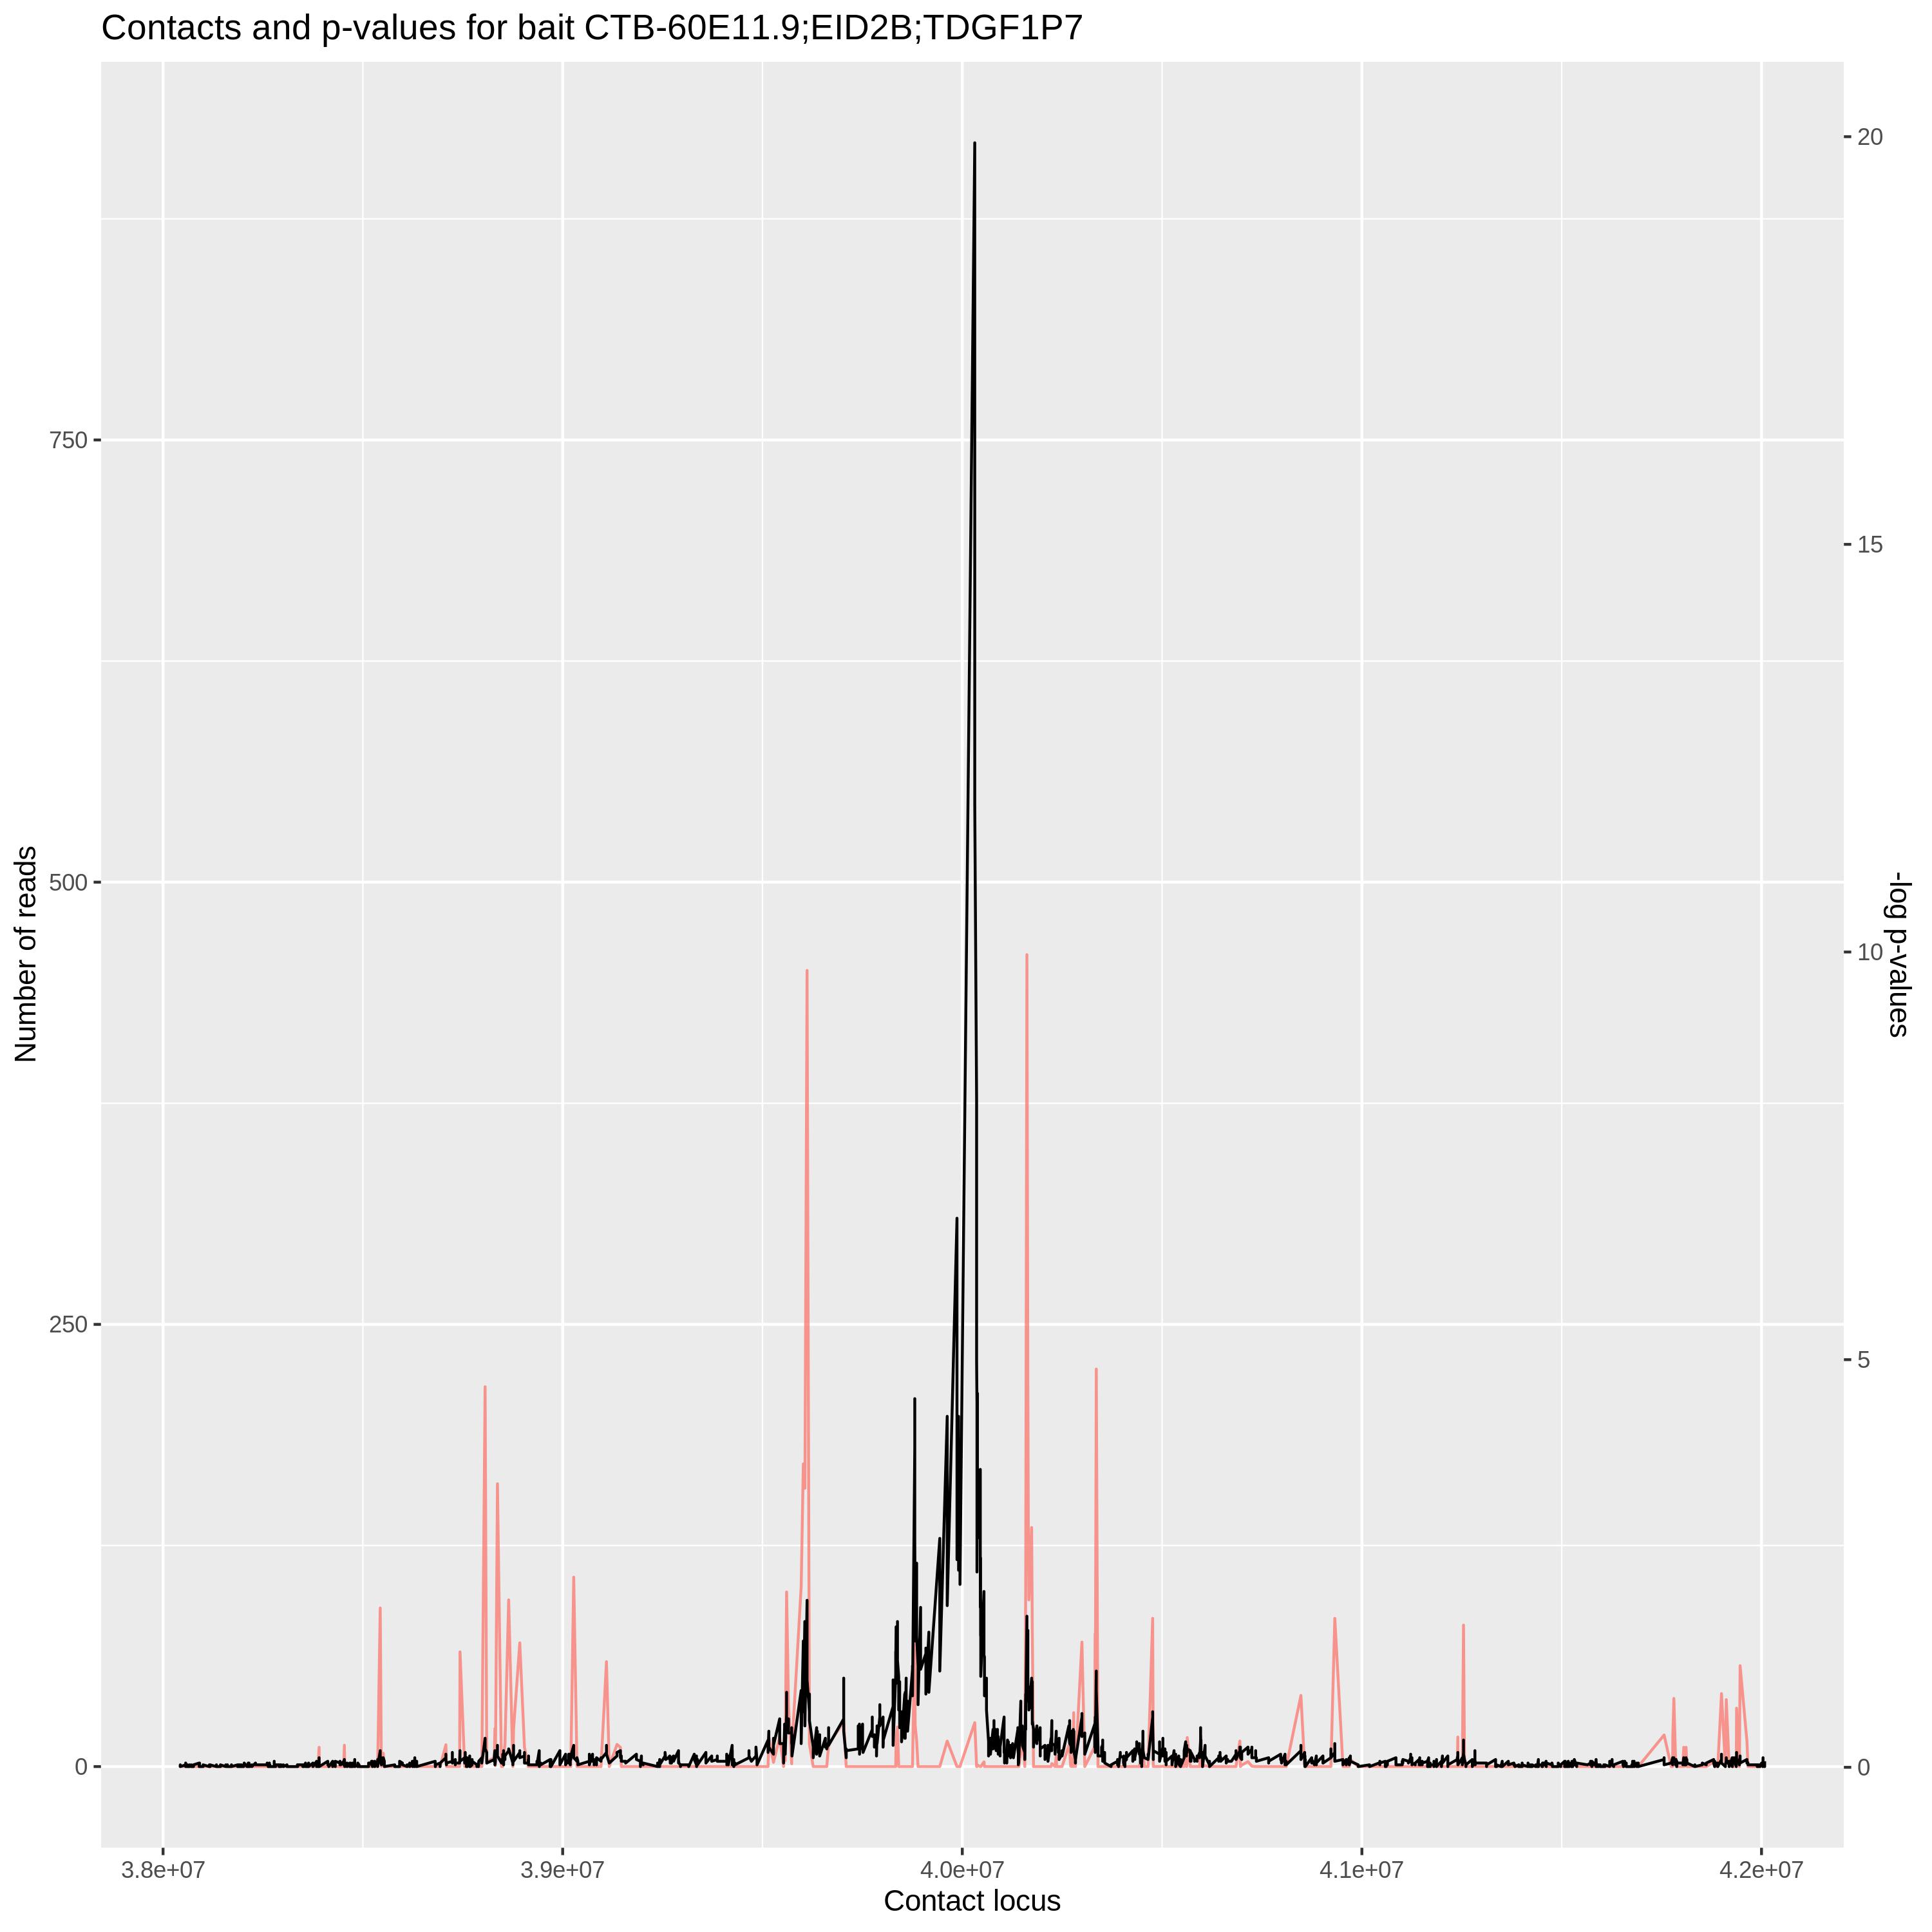 Contacts and p-values for bait CTB-60E11.9;EID2B;TDGF1P7
Number of reads
750
500
250
0
20
15
10
5
0
-log p-values
3.8e+07
3.9e+07
4.0e+07
4.1e+07
4.2e+07
Contact locus